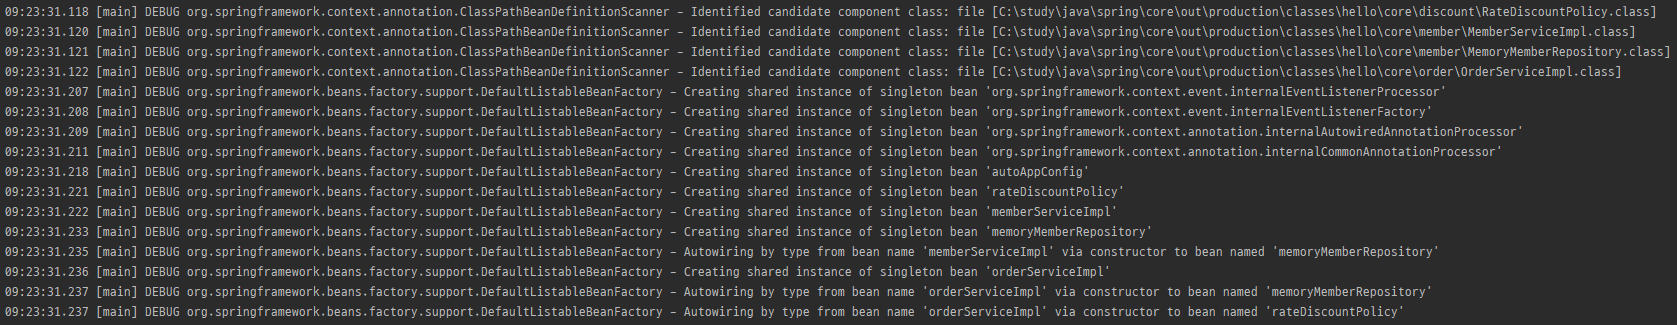 09:23:31.118 [main] DEBUG org.springframework.context.annotation.ClassPathBeanDefinitionScanner – Identified candidate component class: file [C:\study\java\spring\core\out\production\classes\hello\core\discount\RateDiscountPolicy.class]
09:23:31.120 [main] DEBUG org.springframework.context.annotation.ClassPathBeanDefinitionScanner – Identified candidate component class: file [C:\study\java\spring\core\out\production\classes\hello\core\member\MemberServiceImpl.class]
09:23:31.121 [main] DEBUG org.springframework.context.annotation.ClassPathBeanDefinitionScanner – Identified candidate component class: file [C:\study\java\spring\core\out\production\classes\hello\core\member\MemoryMemberRepository.class]
09:23:31.122 [main] DEBUG org.springframework.context.annotation.ClassPathBeanDefinitionScanner – Identified candidate component class: file [C:\study\java\spring\core\out\production\classes\hello\core\order\OrderServiceImpl.class]
09:23:31.207 [main] DEBUG org.springframework.beans.factory.support.DefaultListableBeanFactory – Creating shared instance of singleton bean 'org.springframework.context.event.internalEventListenerProcessor'
09:23:31.208 [main] DEBUG org.springframework.beans.factory.support.DefaultListableBeanFactory – Creating shared instance of singleton bean 'org.springframework.context.event.internalEventListenerFactory'
09:23:31.209 [main] DEBUG org.springframework.beans.factory.support.DefaultListableBeanFactory – Creating shared instance of singleton bean 'org.springframework.context.annotation.internalAutowiredAnnotationProcessor'
09:23:31.211 [main] DEBUG org.springframework.beans.factory.support.DefaultListableBeanFactory – Creating shared instance of singleton bean 'org.springframework.context.annotation.internalCommonAnnotationProcessor'
09:23:31.218 [main] DEBUG org.springframework.beans.factory.support.DefaultListableBeanFactory – Creating shared instance of singleton bean 'autoAppConfig'
09:23:31.221 [main] DEBUG org.springframework.beans.factory.support.DefaultListableBeanFactory – Creating shared instance of singleton bean 'rateDiscountPolicy'
09:23:31.222 [main] DEBUG org.springframework.beans.factory.support.DefaultListableBeanFactory – Creating shared instance of singleton bean 'memberServiceImpl'
09:23:31.233 [main] DEBUG org.springframework.beans.factory.support.DefaultListableBeanFactory – Creating shared instance of singleton bean 'memoryMemberRepository'
09:23:31.235 [main] DEBUG org.springframework.beans.factory.support.DefaultListableBeanFactory – Autowiring by type from bean name 'memberServiceImpl' via constructor to bean named 'memoryMemberRepository'
09:23:31.236 [main] DEBUG org.springframework.beans.factory.support.DefaultListableBeanFactory – Creating shared instance of singleton bean 'orderServiceImpl'
09:23:31.237 [main] DEBUG org.springframework.beans.factory.support.DefaultListableBeanFactory – Autowiring by type from bean name 'orderServiceImpl' via constructor to bean named 'memoryMemberRepository'
09:23:31.237 [main] DEBUG org.springframework.beans.factory.support.DefaultListableBeanFactory – Autowiring by type from bean name 'orderServiceImpl' via constructor to bean named 'rateDiscountPolicy'